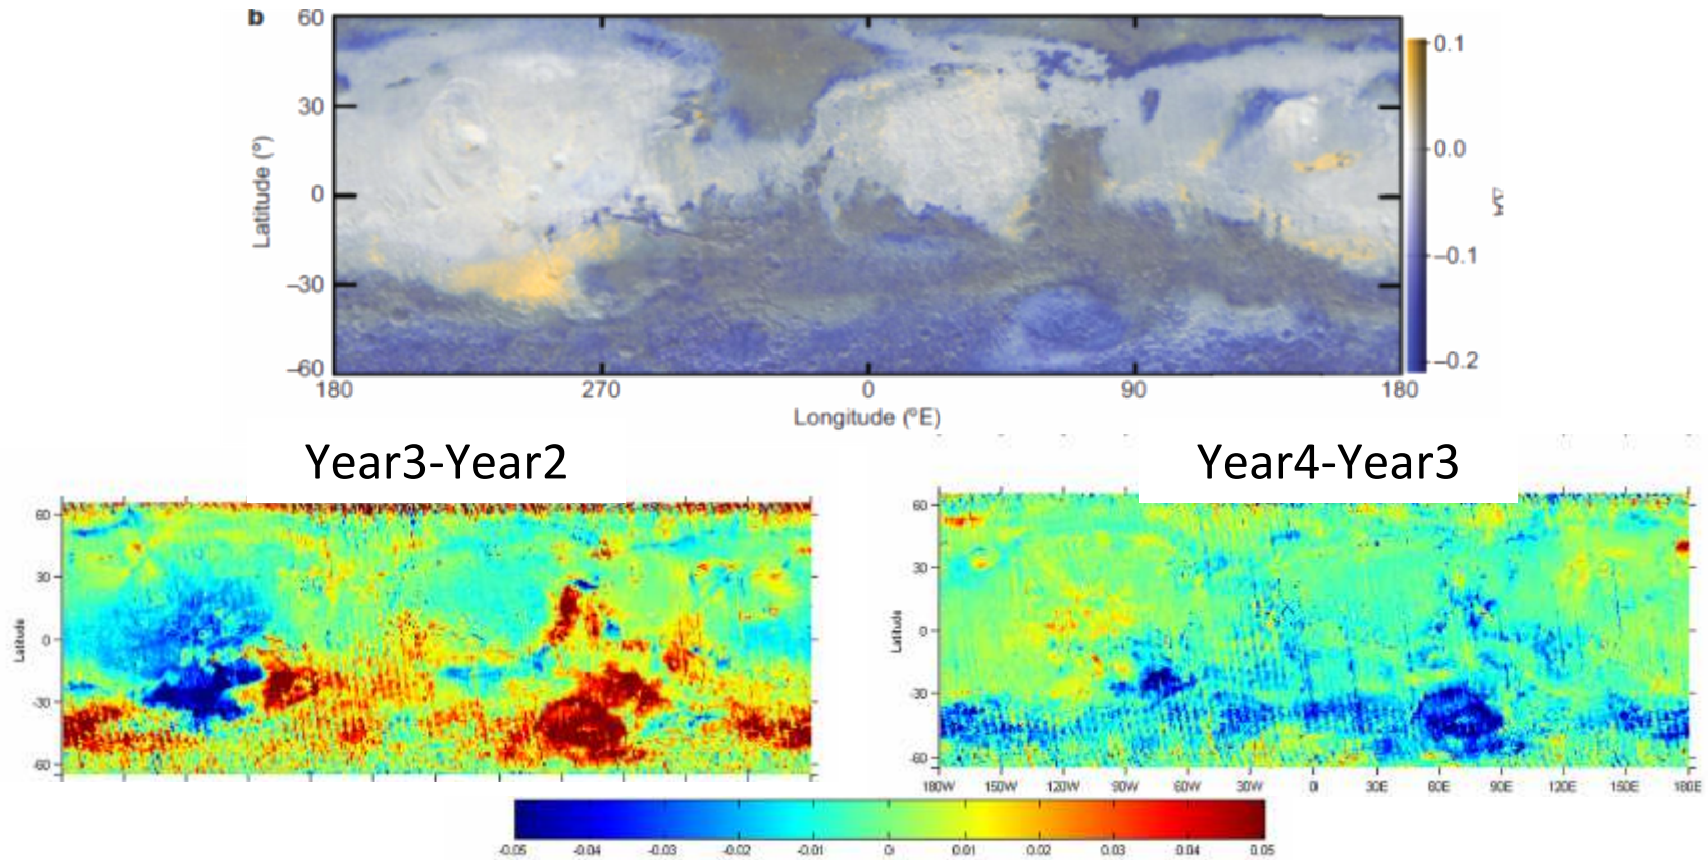 b
60
30
0
–30
–60
Latitude (°)
180
270
0
90
180
Longitude (°E)
0.1
0.0
–0.1
–0.2
Year3-Year2
Year4-Year3
60
30
0
-30
-60
Latitude
60
30
0
-30
-60
Latitude
180W
150W
120W
90W
60W
30W
0
30E
60E
90E
120E
150E
180E
-0.05
-0.04
-0.03
-0.02
-0.01
0
0.01
0.02
0.03
0.04
0.05